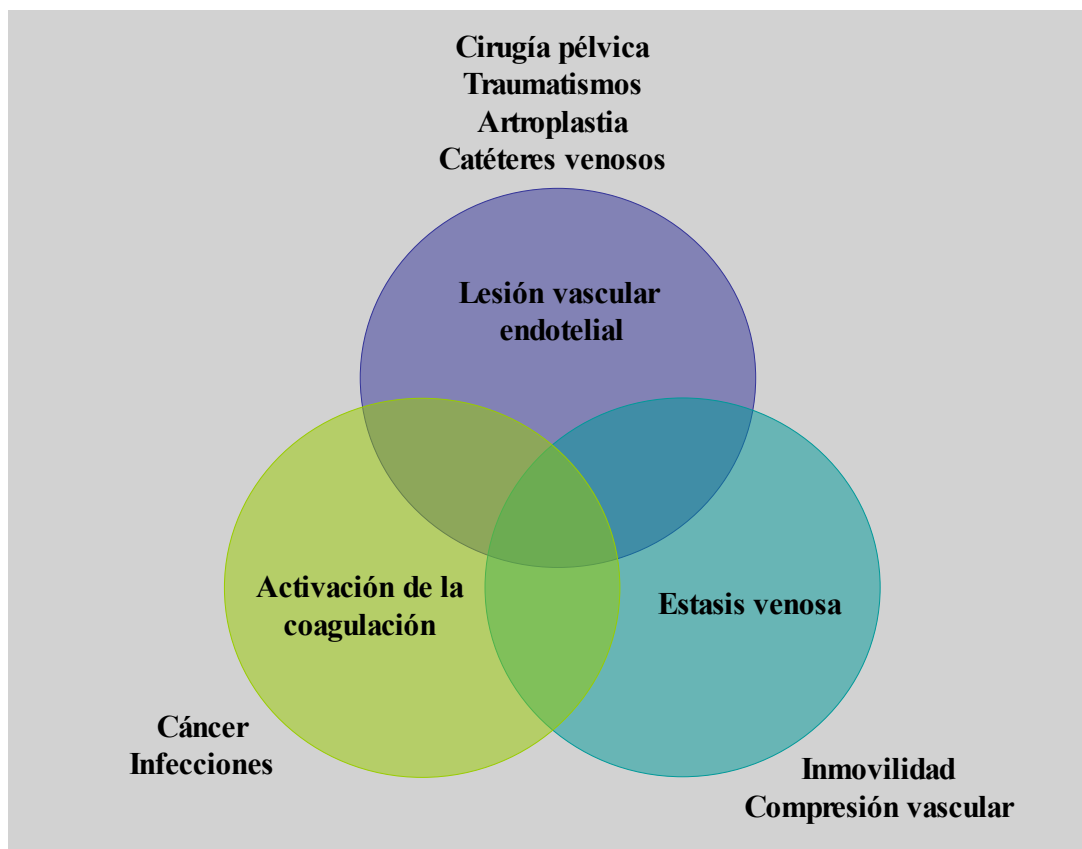 Cirugía pélvica
Traumatismos
Artroplastia
Catéteres venosos
Lesión vascular
endotelial
Activación de la
coagulación
Estasis venosa
Cáncer
Infecciones
Inmovilidad
Compresión vascular